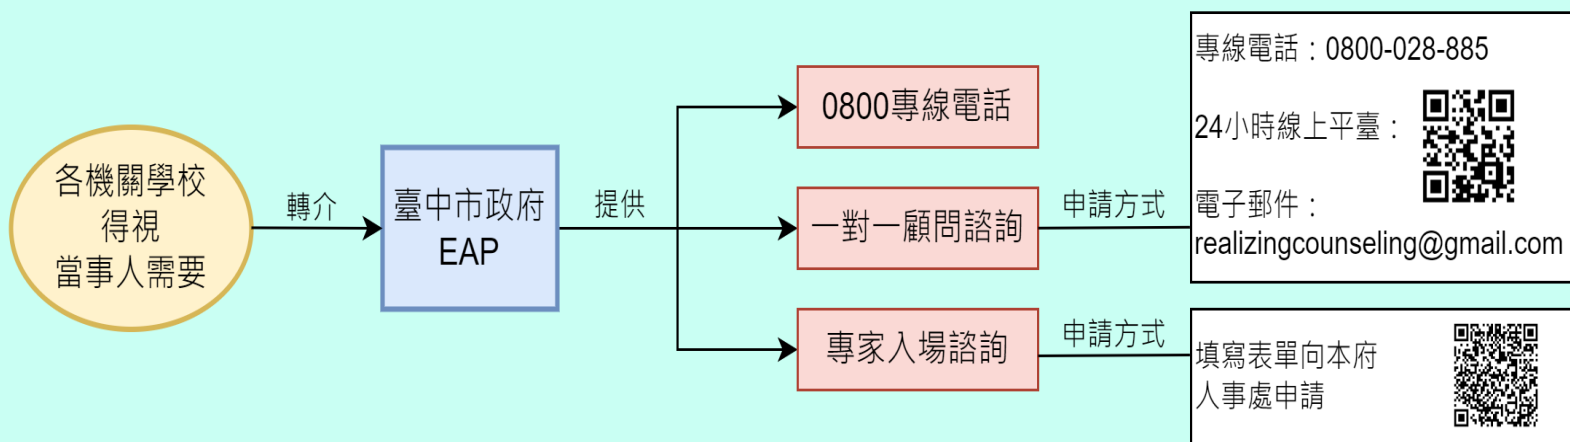 各機關學校
得視
當事人需要
轉介
臺中市政府
EAP
提供
0800專線電話
一對一顧問諮詢
專家入場諮詢
申請方式
申請方式
專線電話：0800-028-885
24小時線上平臺：
電子郵件：
realizingcounseling@gmail.com
填寫表單向本府
人事處申請